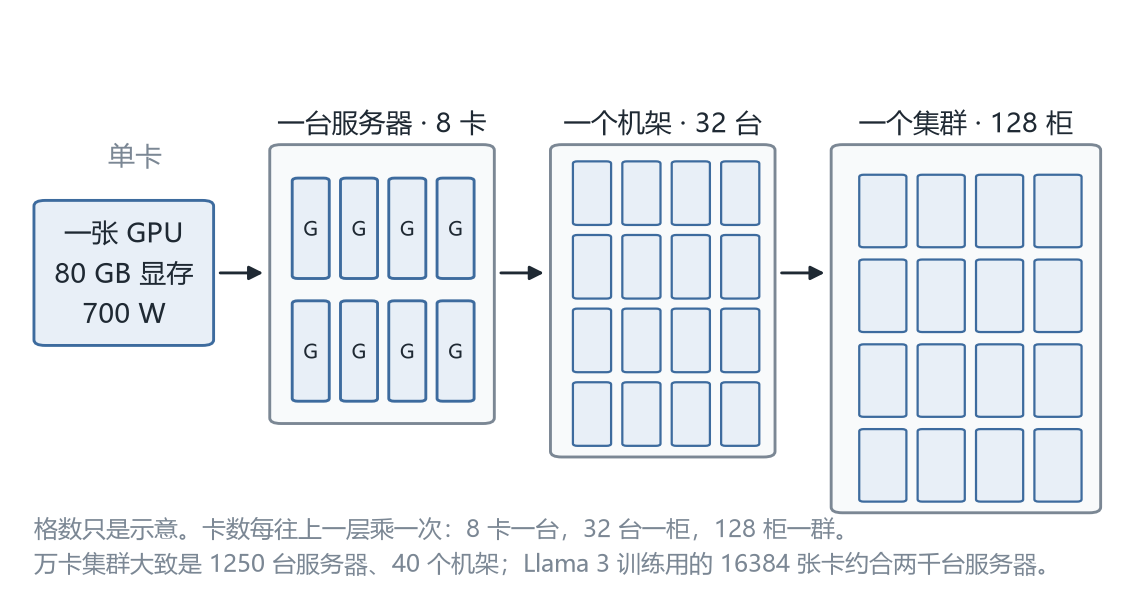 单卡
一张 GPU
80 GB 显存
700 W
一台服务器 · 8 卡
G G G G
G G G G
一个机架 · 32 台
一个集群 · 128 柜
格数只是示意。卡数每往上一层乘一次：8 卡一台，32 台一柜，128 柜一群。
万卡集群大致是 1250 台服务器、40 个机架；Llama 3 训练用的 16384 张卡约合两千台服务器。